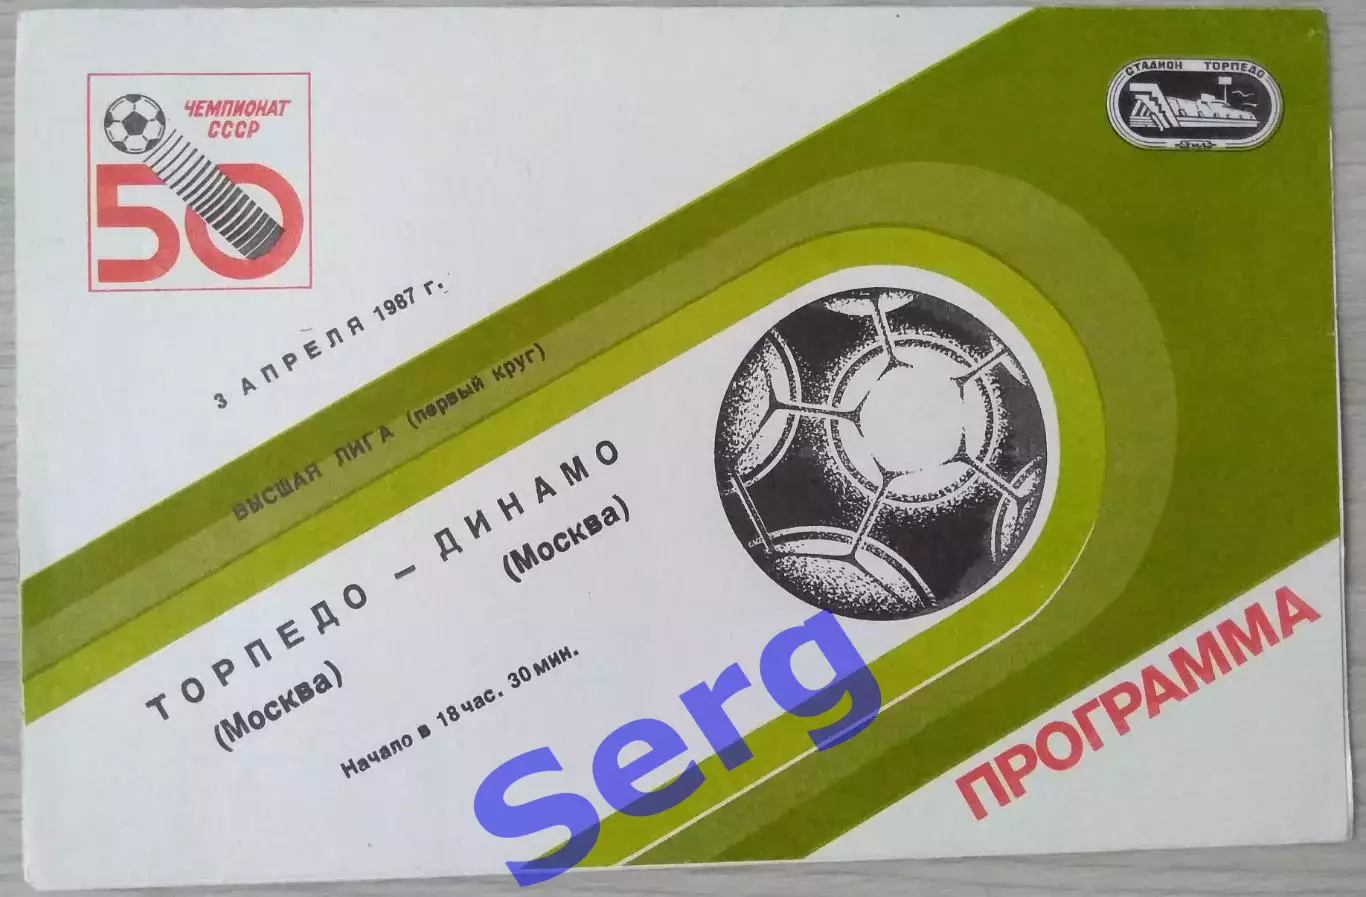 ЧЕМПИОНАТ
СССР
50
СТАДИОН ТОРПЕДО
ЗИЛ
3 АПРЕЛЯ 1987 г.
ВЫСШАЯ ЛИГА (первый круг)
ТОРПЕДО – ДИНАМО
(Москва) (Москва)
Начало в 18 час. 30 мин.
ПРОГРАММА
Serg